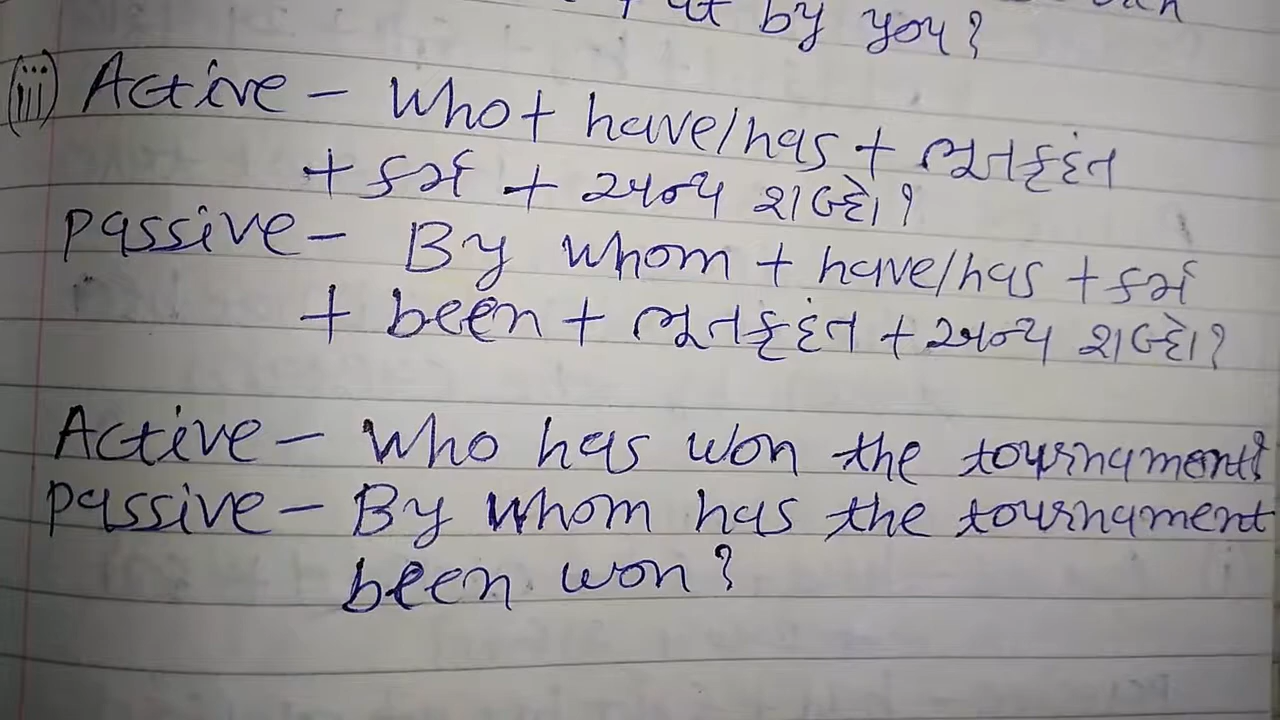 by you?
(iii) Active - Who + have/has + ભૂતકૃદંત
+ કર્મ + અન્ય શબ્દો?
Passive - By whom + have/has + કર્મ
+ been + ભૂતકૃદંત + અન્ય શબ્દો?
Active - Who has won the tournament?
Passive - By whom has the tournament
been won?